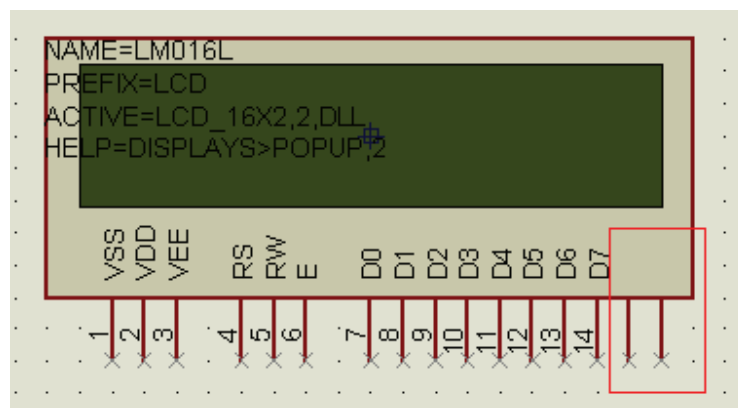 NAME=LM016L
PREFIX=LCD
ACTIVE=LCD_16X2,2,DLL
HELP=DISPLAYS>POPUP,2
VSS VDD VEE RS RW E D0 D1 D2 D3 D4 D5 D6 D7
1 2 3 4 5 6 7 8 9 10 11 12 13 14